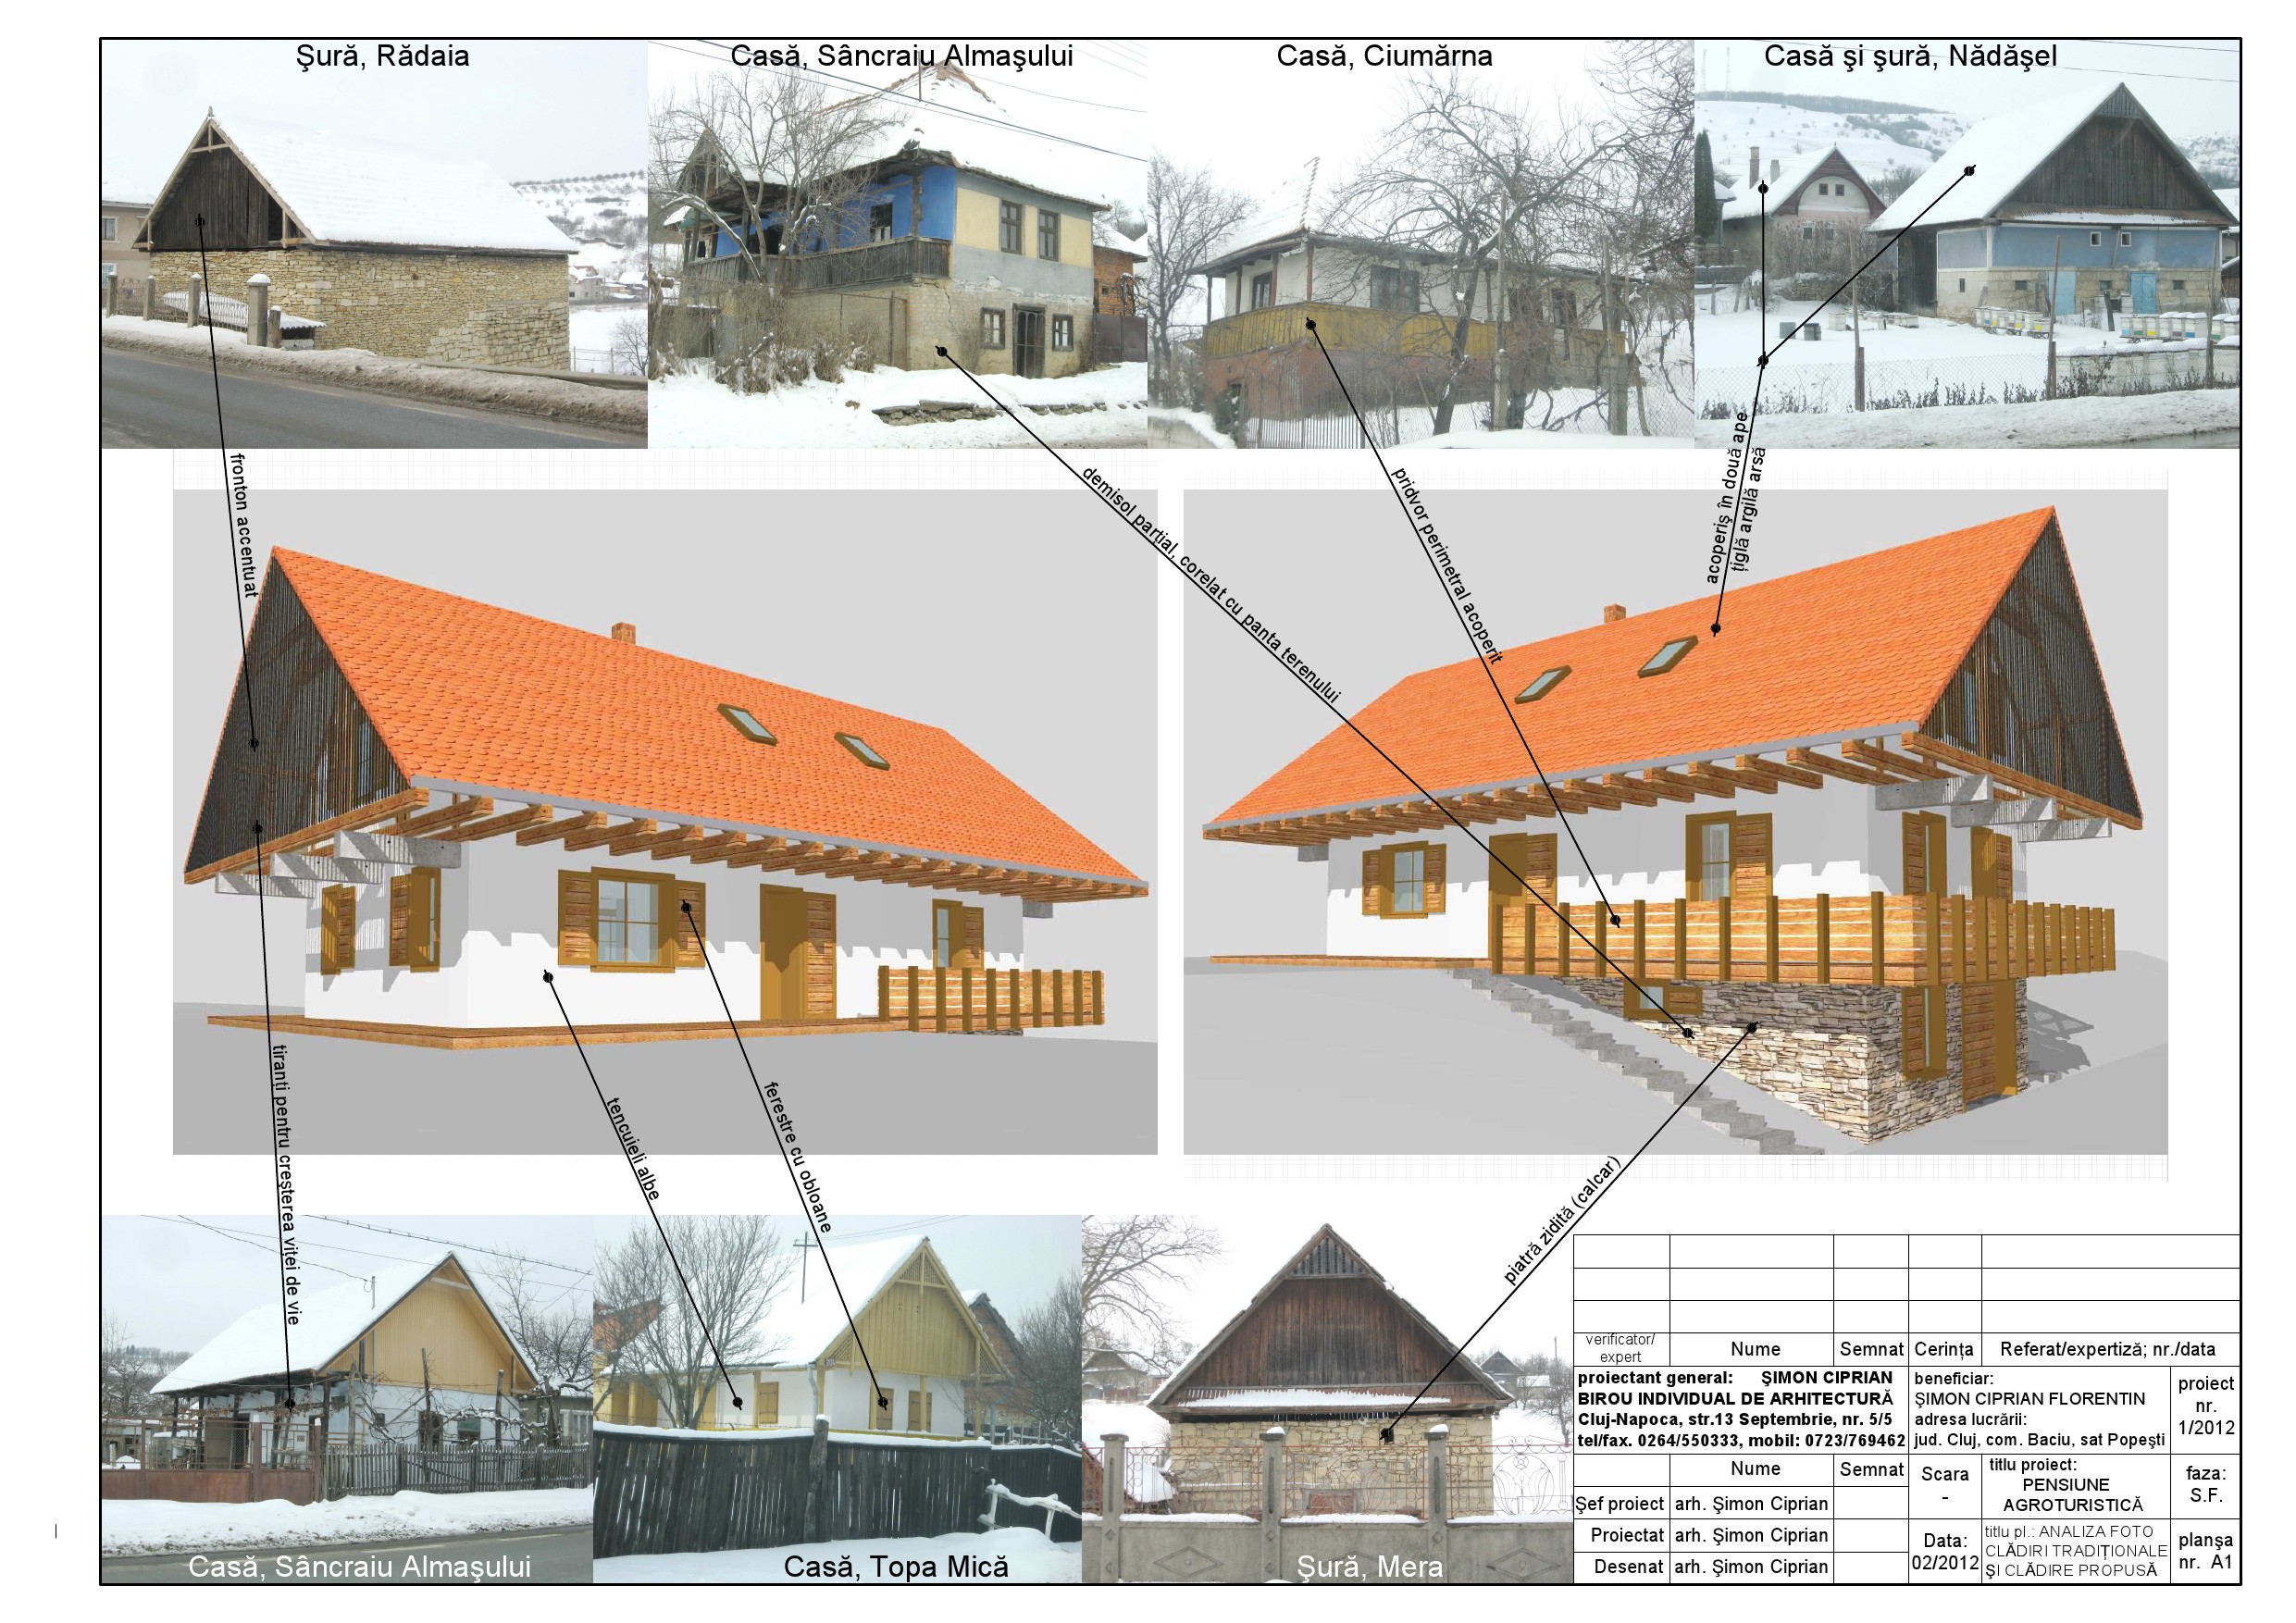 Şură, Rădaia
Casă, Sâncraiu Almaşului
Casă, Ciumărna
Casă şi şură, Nădăşel
fronton accentuat
demisol parțial, corelat cu panta terenului
pridvor perimetral acoperit
acoperiş în două ape
țiglă argilă arsă
tiranți pentru creşterea viței de vie
tencuieli albe
ferestre cu obloane
piatră zidită (calcar)
Casă, Sâncraiu Almaşului
Casă, Topa Mică
Şură, Mera
verificator/
expert
Nume
Semnat
Cerința
Referat/expertiză; nr./data
proiectant general: ŞIMON CIPRIAN
BIROU INDIVIDUAL DE ARHITECTURĂ
Cluj-Napoca, str.13 Septembrie, nr. 5/5
tel/fax. 0264/550333, mobil: 0723/769462
beneficiar:
ŞIMON CIPRIAN FLORENTIN
adresa lucrării:
jud. Cluj, com. Baciu, sat Popeşti
proiect
nr.
1/2012
Nume
Semnat
Scara
-
titlu proiect:
PENSIUNE
AGROTURISTICĂ
faza:
S.F.
Şef proiect
arh. Şimon Ciprian
Proiectat
arh. Şimon Ciprian
Desenat
arh. Şimon Ciprian
Data:
02/2012
titlu pl.: ANALIZA FOTO
CLĂDIRI TRADIȚIONALE
ŞI CLĂDIRE PROPUSĂ
planşa
nr. A1